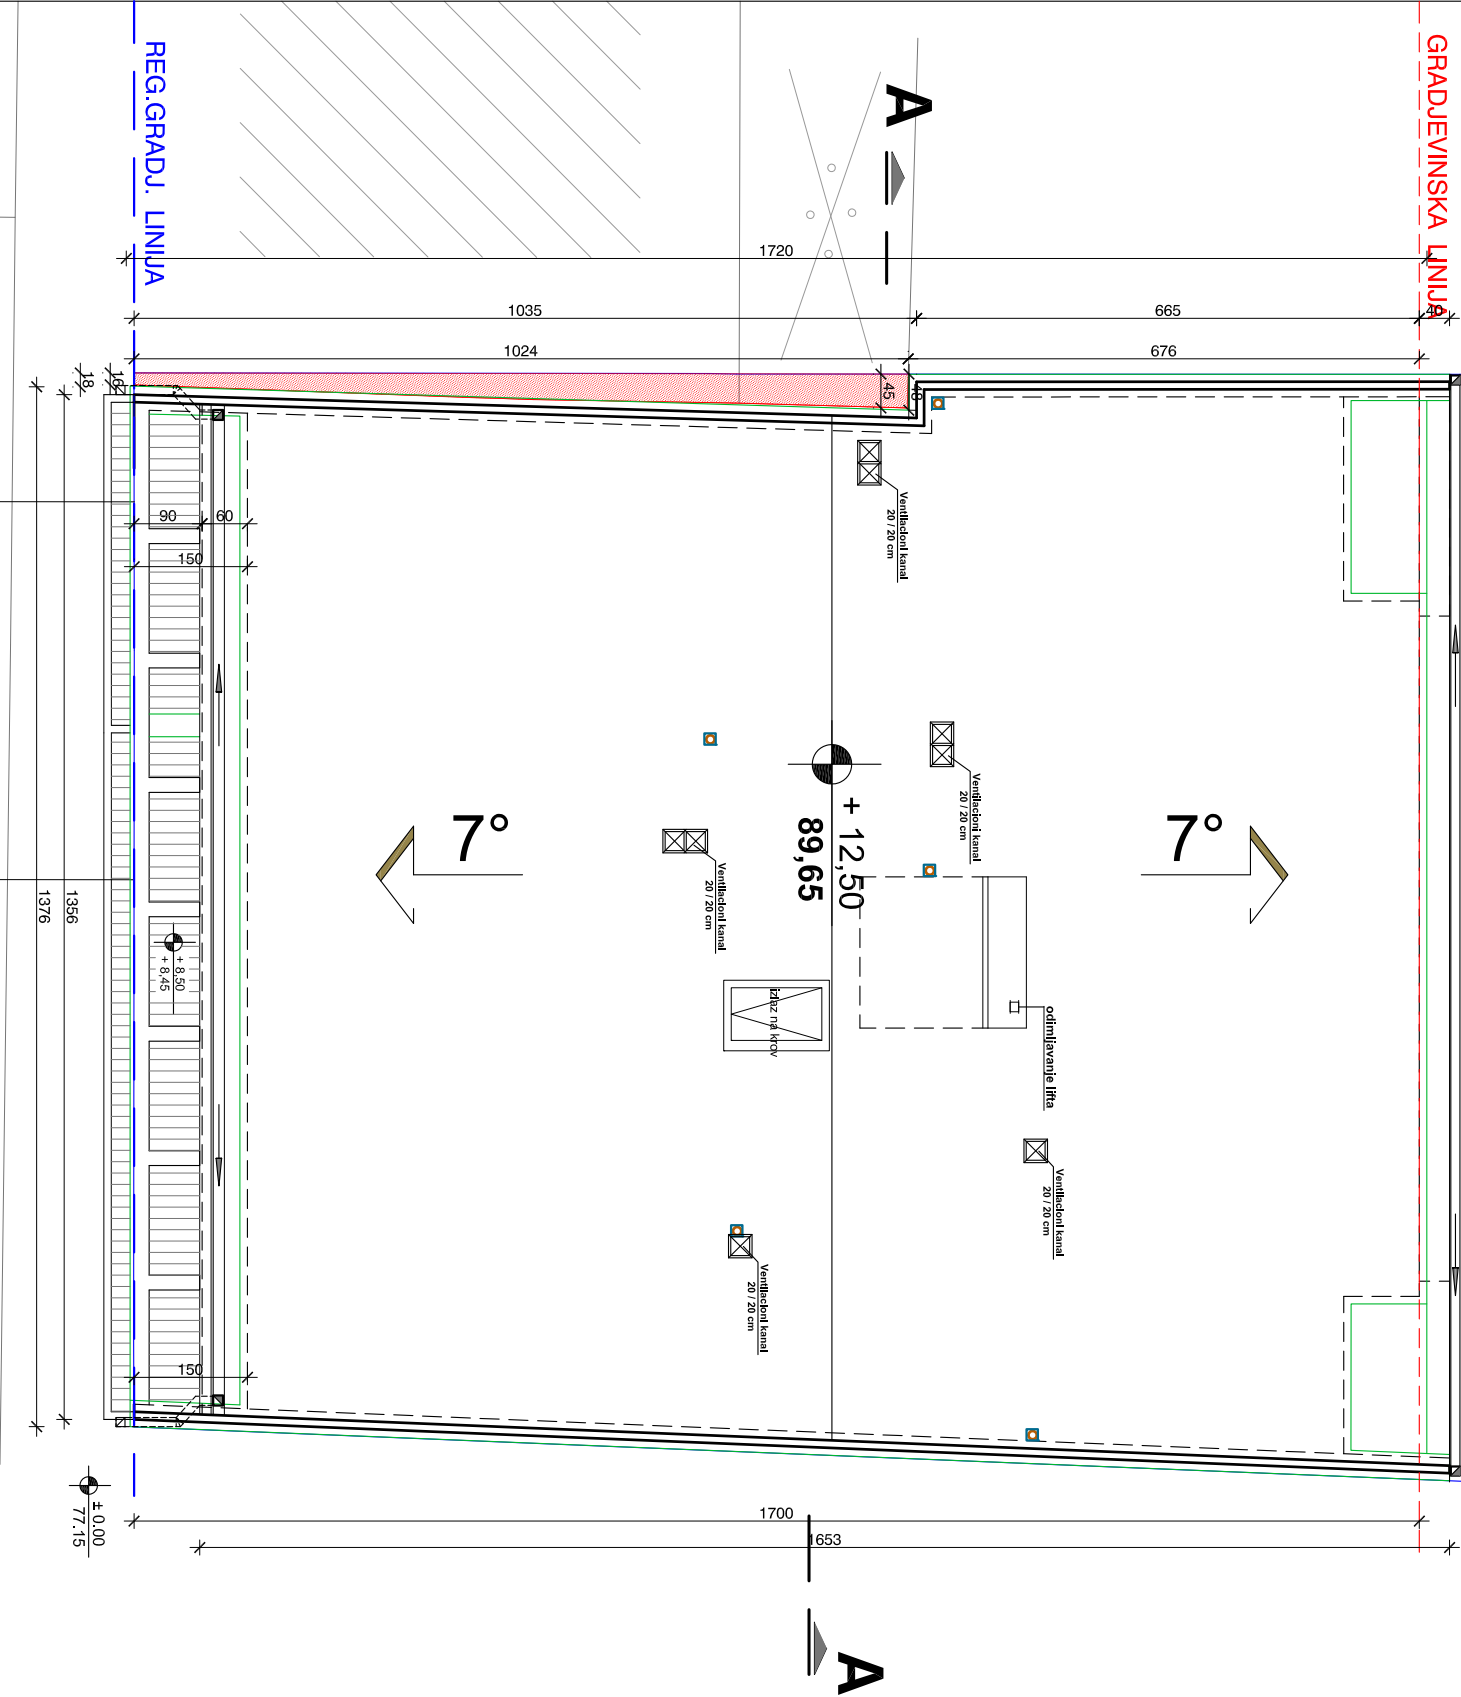 REG.GRADJ. LINIJA
GRADJEVINSKA LINIJA
A
1720
1035
665
48
1024
676
18
16
45
48
Ventilacioni kanal
20 / 20 cm
90
60
150
Ventilacioni kanal
20 / 20 cm
7°
7°
+ 12,50
89,65
Ventilacioni kanal
20 / 20 cm
1376
1356
+ 8,50
+ 8,45
izlaz na krov
odimljavanje lifta
Ventilacioni kanal
20 / 20 cm
Ventilacioni kanal
20 / 20 cm
150
± 0.00
77.15
1700
1653
A